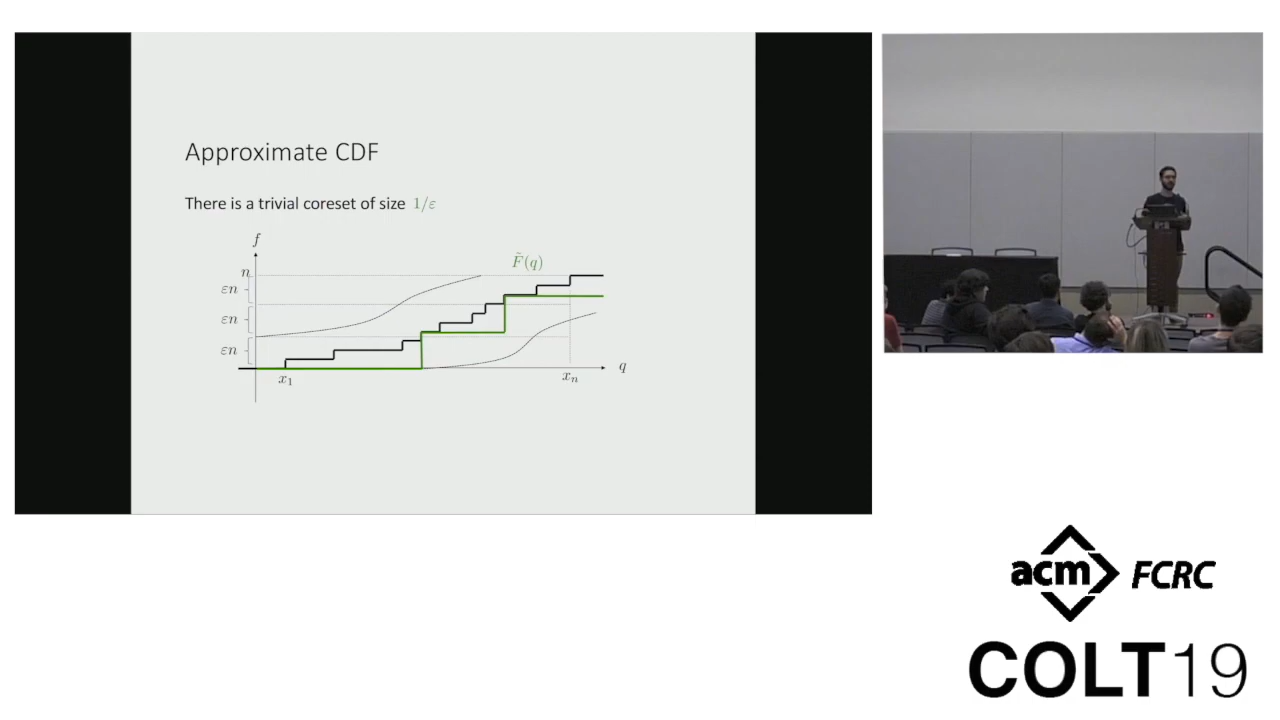 Approximate CDF
There is a trivial coreset of size 1/ε
f
F̃(q)
n
εn
εn
εn
q
x₁
xₙ
acm FCRC
COLT19